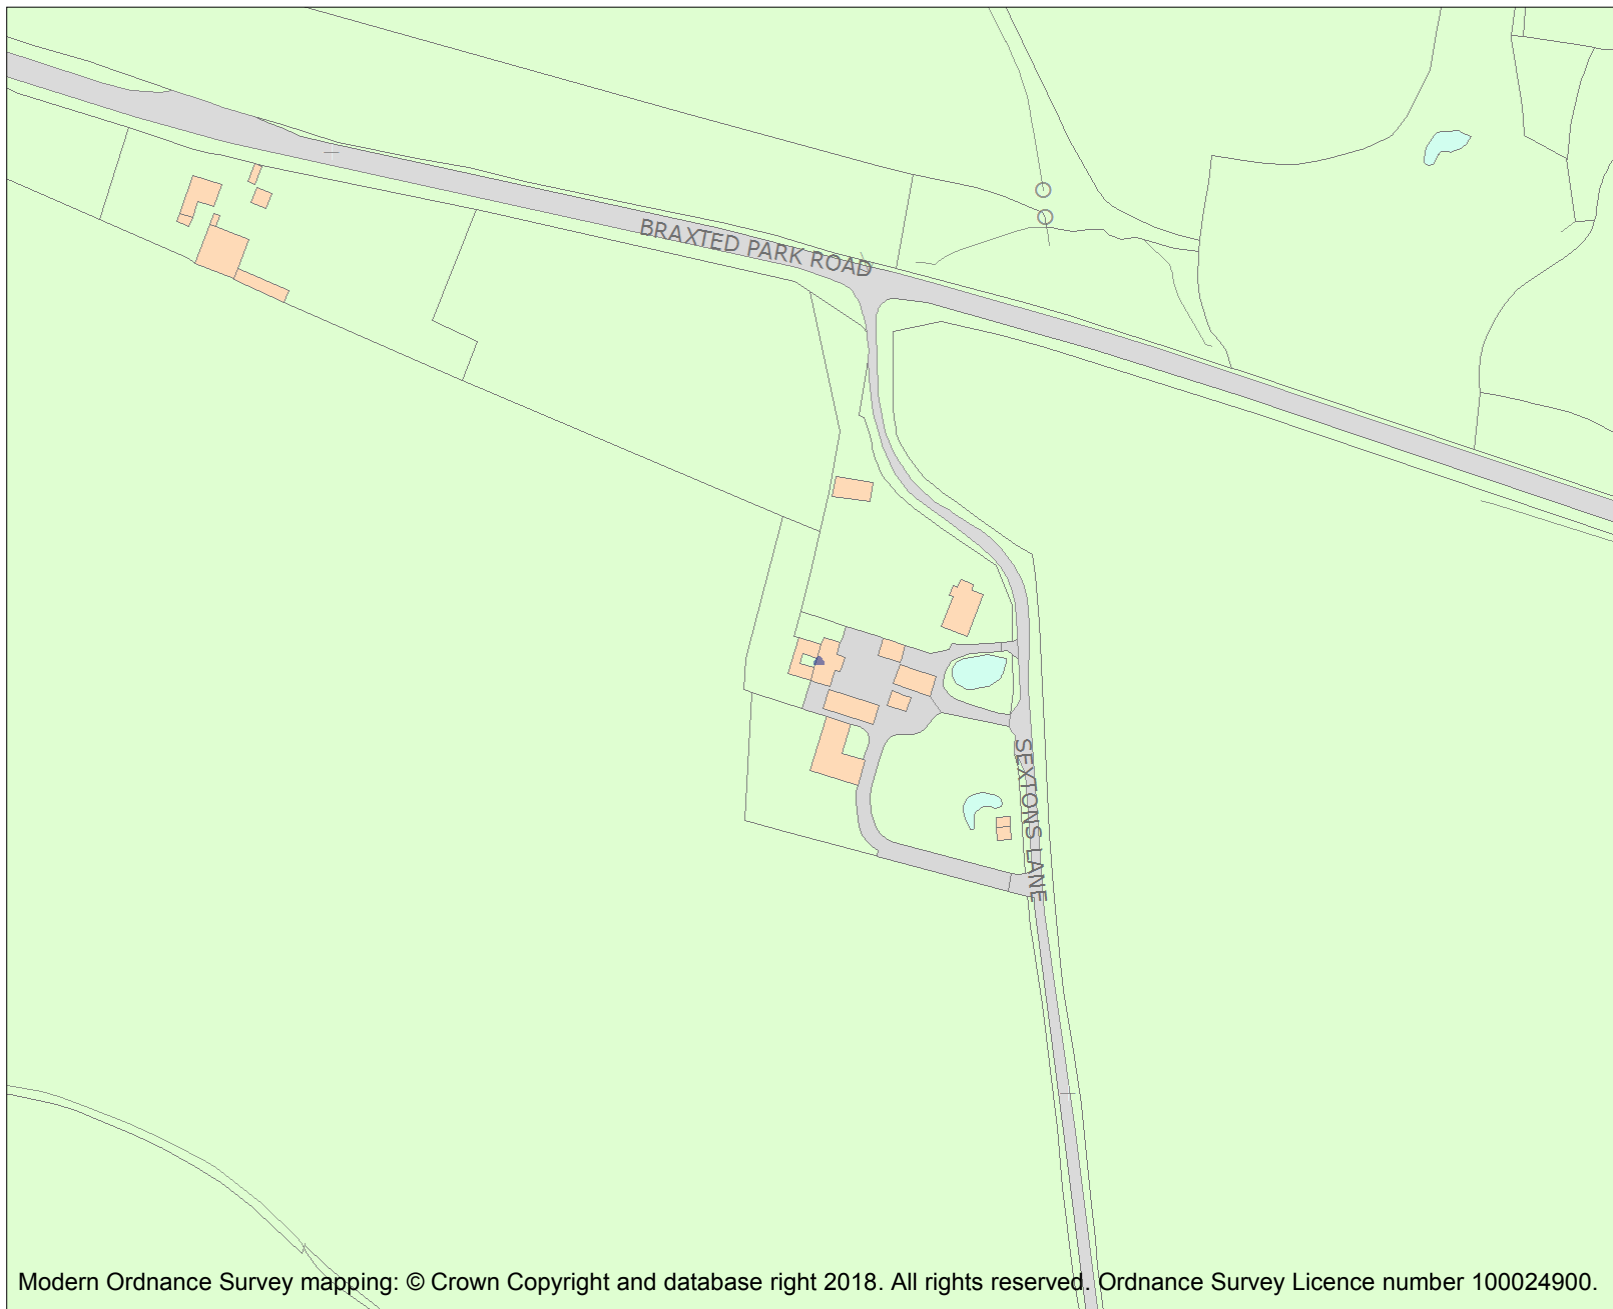 BRAXTED PARK ROAD
SEXTONS LANE
Modern Ordnance Survey mapping: © Crown Copyright and database right 2018. All rights reserved. Ordnance Survey Licence number 100024900.